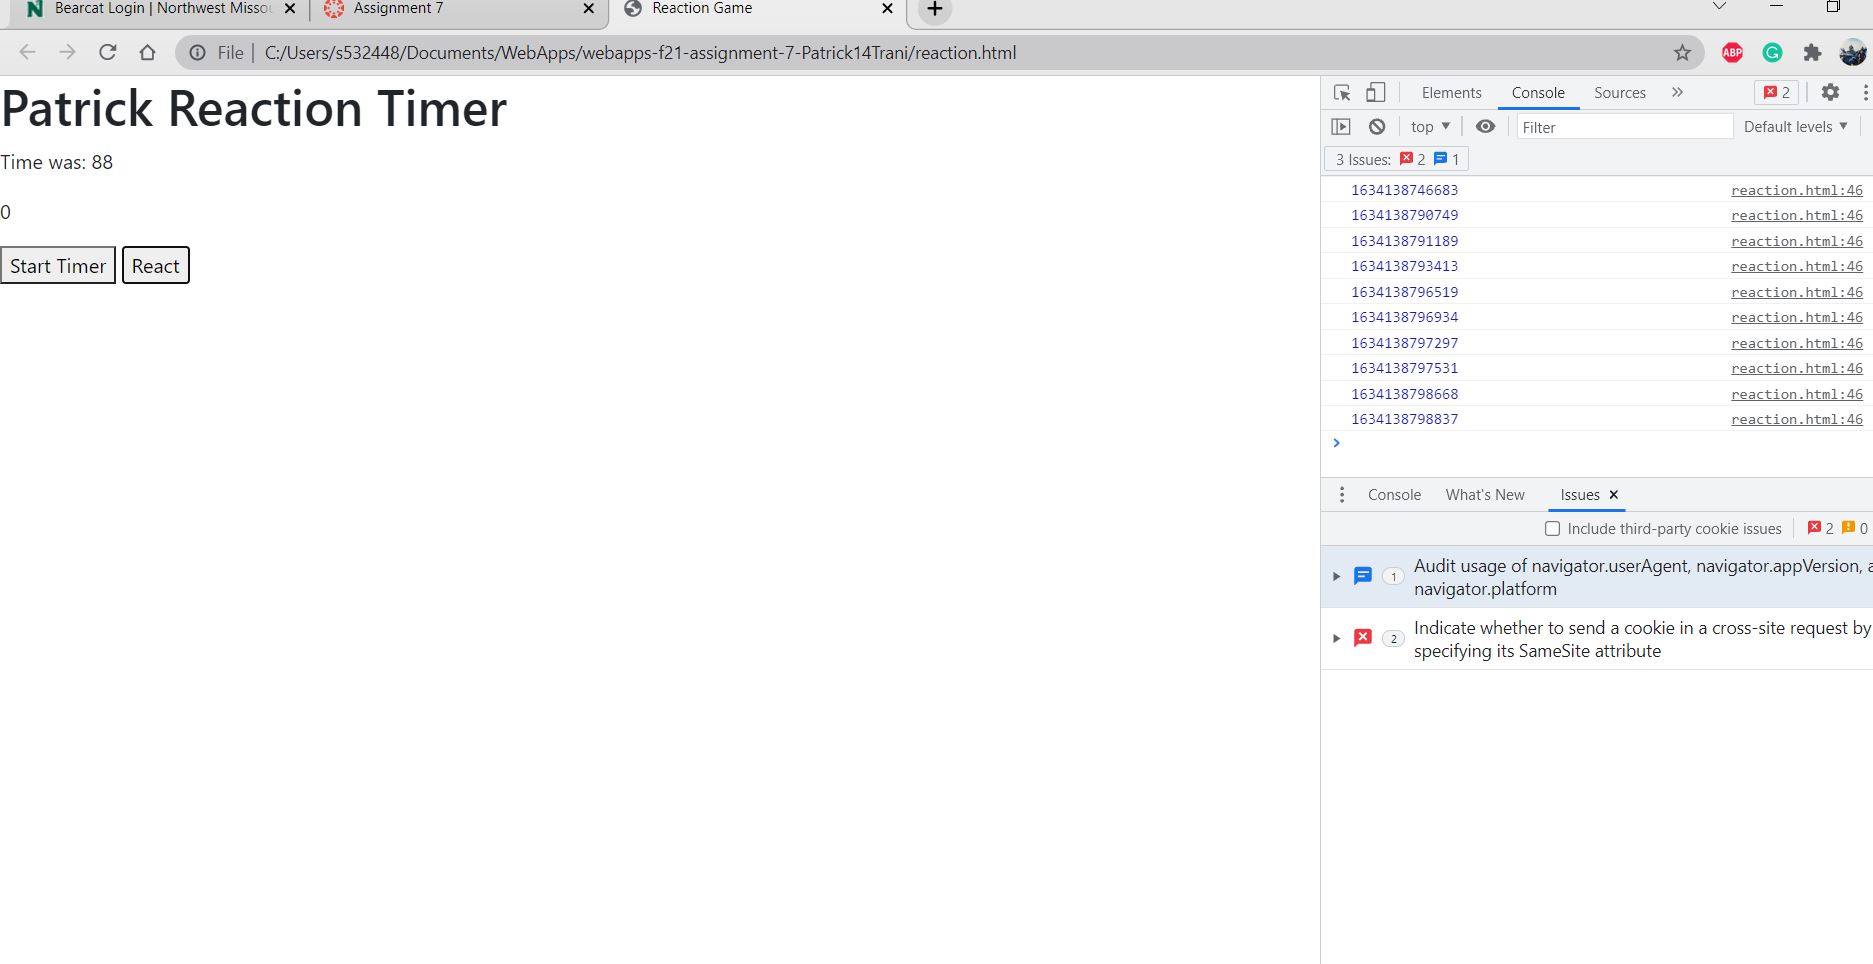 Bearcat Login | Northwest Misso
Assignment 7
Reaction Game
File | C:/Users/s532448/Documents/WebApps/webapps-f21-assignment-7-Patrick14Trani/reaction.html
ABP
Patrick Reaction Timer
Time was: 88
0
Start Timer React
Elements Console Sources » 2
top Filter Default levels
3 Issues: 2 1
1634138746683 reaction.html:46
1634138790749 reaction.html:46
1634138791189 reaction.html:46
1634138793413 reaction.html:46
1634138796519 reaction.html:46
1634138796934 reaction.html:46
1634138797297 reaction.html:46
1634138797531 reaction.html:46
1634138798668 reaction.html:46
1634138798837 reaction.html:46
Console What's New Issues
Include third-party cookie issues 2 0
1 Audit usage of navigator.userAgent, navigator.appVersion, a
navigator.platform
2 Indicate whether to send a cookie in a cross-site request by
specifying its SameSite attribute